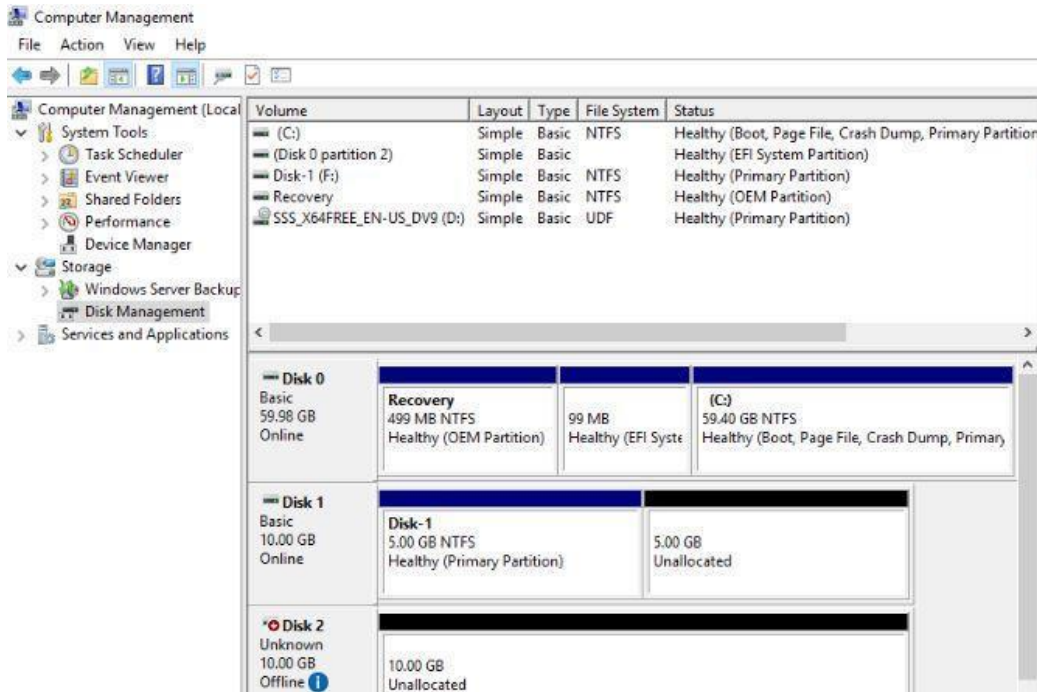 Computer Management
File Action View Help
Computer Management (Local
System Tools
Task Scheduler
Event Viewer
Shared Folders
Performance
Device Manager
Storage
Windows Server Backup
Disk Management
Services and Applications
Volume Layout Type File System Status
(C:) Simple Basic NTFS Healthy (Boot, Page File, Crash Dump, Primary Partition
(Disk 0 partition 2) Simple Basic Healthy (EFI System Partition)
Disk-1 (F:) Simple Basic NTFS Healthy (Primary Partition)
Recovery Simple Basic NTFS Healthy (OEM Partition)
SSS_X64FREE_EN-US_DV9 (D:) Simple Basic UDF Healthy (Primary Partition)
Disk 0
Basic
59.98 GB
Online
Recovery
499 MB NTFS
Healthy (OEM Partition)
99 MB
Healthy (EFI Syste
(C:)
59.40 GB NTFS
Healthy (Boot, Page File, Crash Dump, Primary
Disk 1
Basic
10.00 GB
Online
Disk-1
5.00 GB NTFS
Healthy (Primary Partition)
5.00 GB
Unallocated
Disk 2
Unknown
10.00 GB
Offline
10.00 GB
Unallocated